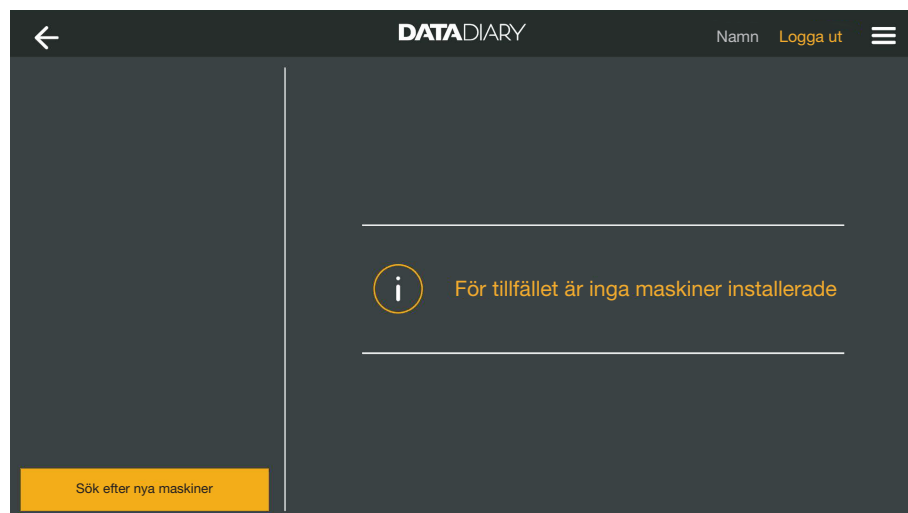 DATADIARY
Namn Logga ut
För tillfället är inga maskiner installerade
Sök efter nya maskiner